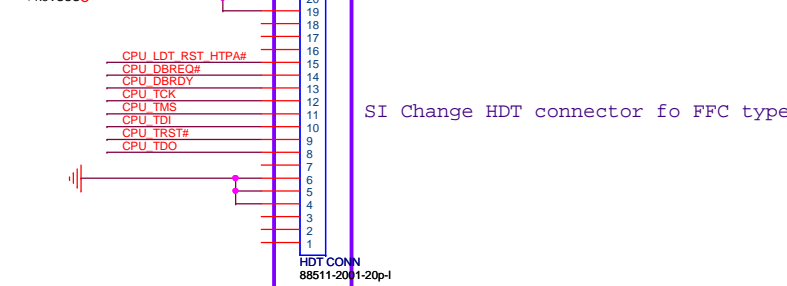 19
18
17
16
CPU_LDT_RST_HTPA# 15
CPU_DBREQ# 14
CPU_DBRDY 13
CPU_TCK 12
CPU_TMS 11
CPU_TDI 10
CPU_TRST# 9
CPU_TDO 8
7
6
5
4
3
2
1
SI Change HDT connector fo FFC type
HDT CONN
88511-2001-20p-l